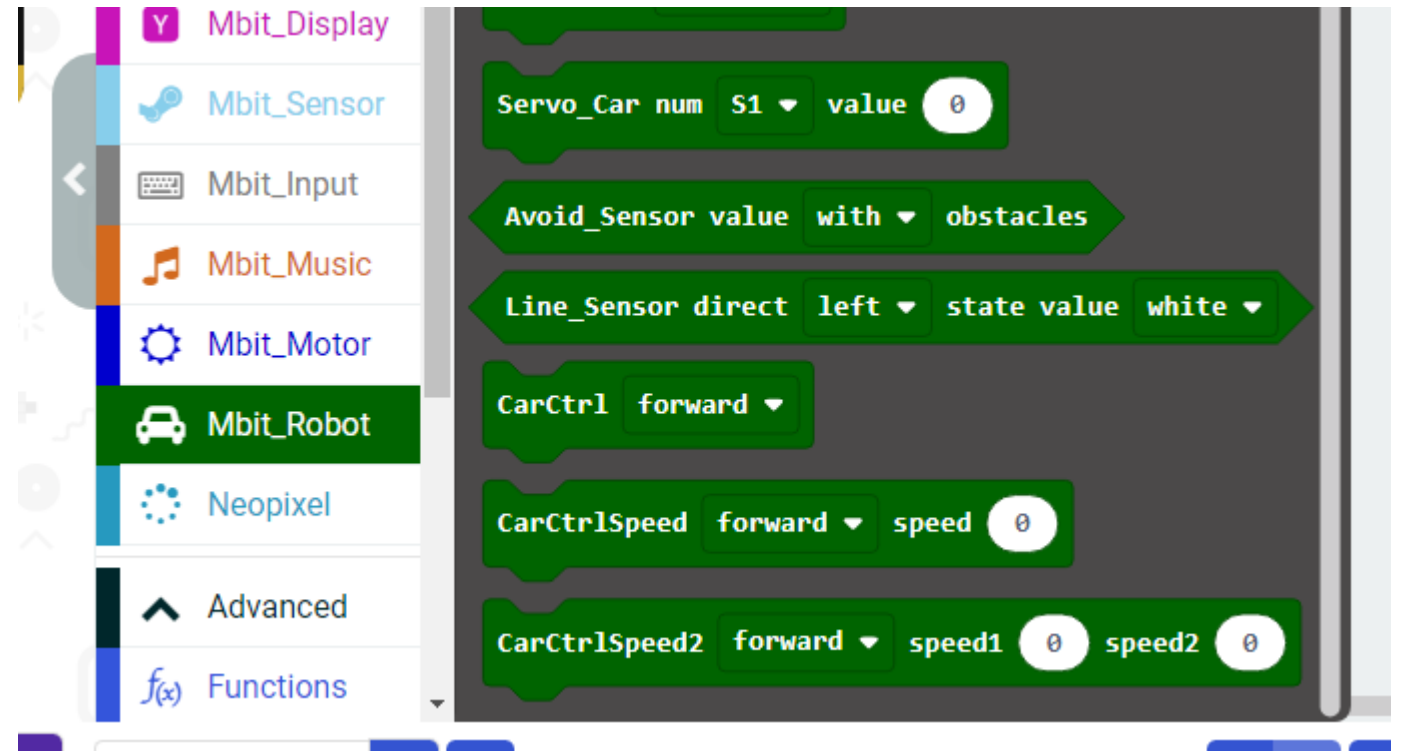 Y Mbit_Display
Mbit_Sensor
Mbit_Input
Mbit_Music
Mbit_Motor
Mbit_Robot
Neopixel
Advanced
f(x) Functions
Servo_Car num S1 value 0
Avoid_Sensor value with obstacles
Line_Sensor direct left state value white
CarCtrl forward
CarCtrlSpeed forward speed 0
CarCtrlSpeed2 forward speed1 0 speed2 0